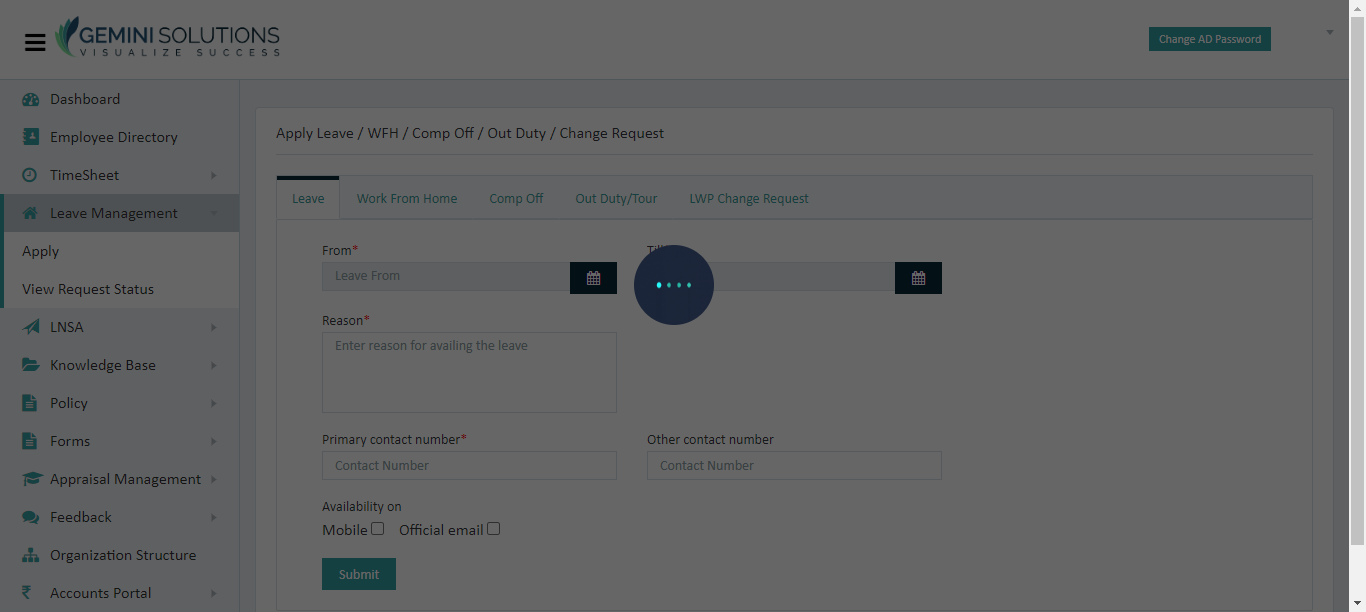 GEMINI SOLUTIONS
VISUALIZE SUCCESS
Change AD Password
Dashboard
Employee Directory
TimeSheet
Leave Management
Apply
View Request Status
LNSA
Knowledge Base
Policy
Forms
Appraisal Management
Feedback
Organization Structure
Accounts Portal
Apply Leave / WFH / Comp Off / Out Duty / Change Request
Leave Work From Home Comp Off Out Duty/Tour LWP Change Request
From*
Leave From
Reason*
Enter reason for availing the leave
Primary contact number* Other contact number
Contact Number Contact Number
Availability on
Mobile Official email
Submit